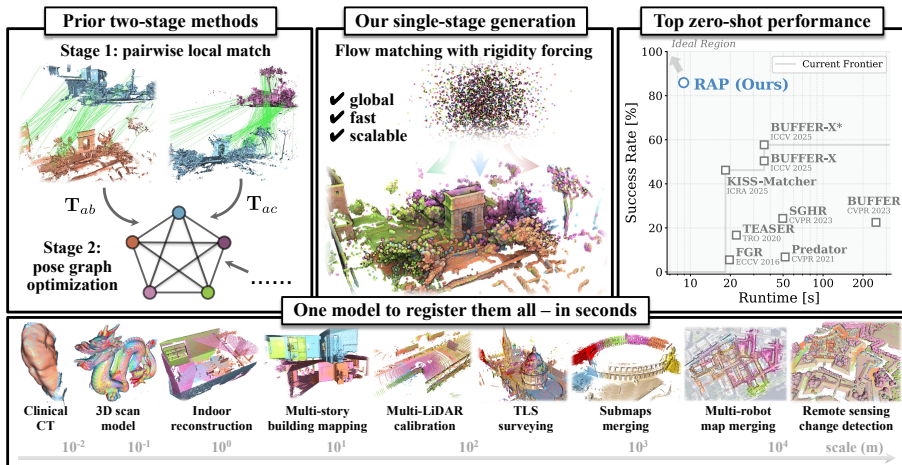 Prior two-stage methods
Stage 1: pairwise local match
T_ab
T_ac
Stage 2:
pose graph
optimization
......
Our single-stage generation
Flow matching with rigidity forcing
✔ global
✔ fast
✔ scalable
Top zero-shot performance
Ideal Region
Current Frontier
RAP (Ours)
BUFFER-X*
ICCV 2025
BUFFER-X
ICCV 2025
KISS-Matcher
ICRA 2025
SGHR
CVPR 2023
BUFFER
CVPR 2023
TEASER
TRO 2020
FGR
ECCV 2016
Predator
CVPR 2021
Success Rate [%]
100
80
60
40
20
0
10
50
100
200
Runtime [s]
One model to register them all – in seconds
Clinical
CT
3D scan
model
Indoor
reconstruction
Multi-story
building mapping
Multi-LiDAR
calibration
TLS
surveying
Submaps
merging
Multi-robot
map merging
Remote sensing
change detection
10⁻²
10⁻¹
10⁰
10¹
10²
10³
10⁴
scale (m)